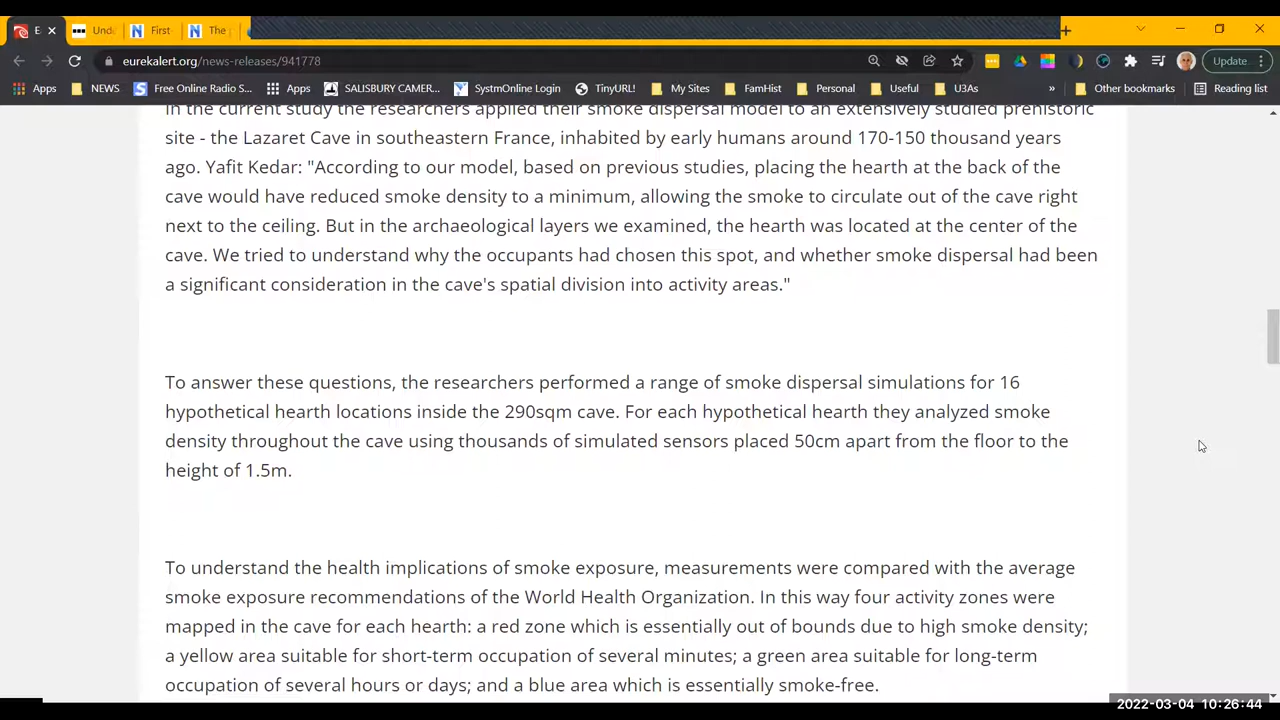 E
Und
First
The
Update
eurekalert.org/news-releases/941778
Apps NEWS Free Online Radio S... Apps SALISBURY CAMER... SystmOnline Login TinyURL! My Sites FamHist Personal Useful U3As » Other bookmarks Reading list
In the current study the researchers applied their smoke dispersal model to an extensively studied prehistoric
site - the Lazaret Cave in southeastern France, inhabited by early humans around 170-150 thousand years
ago. Yafit Kedar: "According to our model, based on previous studies, placing the hearth at the back of the
cave would have reduced smoke density to a minimum, allowing the smoke to circulate out of the cave right
next to the ceiling. But in the archaeological layers we examined, the hearth was located at the center of the
cave. We tried to understand why the occupants had chosen this spot, and whether smoke dispersal had been
a significant consideration in the cave's spatial division into activity areas."
To answer these questions, the researchers performed a range of smoke dispersal simulations for 16
hypothetical hearth locations inside the 290sqm cave. For each hypothetical hearth they analyzed smoke
density throughout the cave using thousands of simulated sensors placed 50cm apart from the floor to the
height of 1.5m.
To understand the health implications of smoke exposure, measurements were compared with the average
smoke exposure recommendations of the World Health Organization. In this way four activity zones were
mapped in the cave for each hearth: a red zone which is essentially out of bounds due to high smoke density;
a yellow area suitable for short-term occupation of several minutes; a green area suitable for long-term
occupation of several hours or days; and a blue area which is essentially smoke-free.
2022-03-04 10:26:44